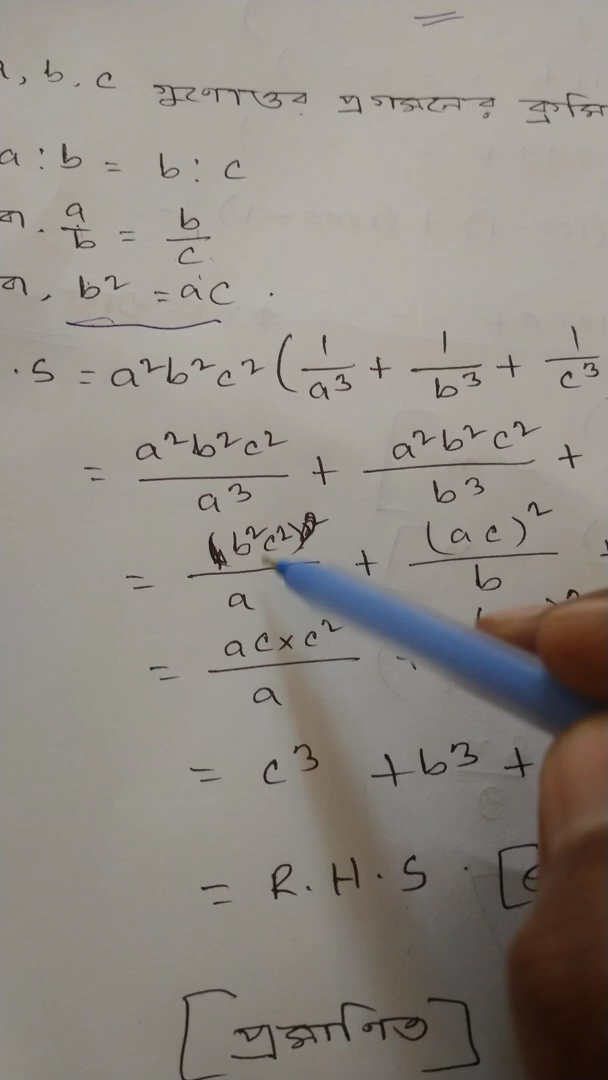 a, b, c গুণোত্তর প্রগমনের ক্রমি
a : b = b : c
বা, a/b = b/c
বা, b² = ac.
.S = a²b²c² (1/a³ + 1/b³ + 1/c³
= a²b²c²/a³ + a²b²c²/b³ +
= b²c²/a + (ac)²/b +
= ac×c²/a +
= c³ + b³ +
= R.H.S. [
[প্রমানিত]